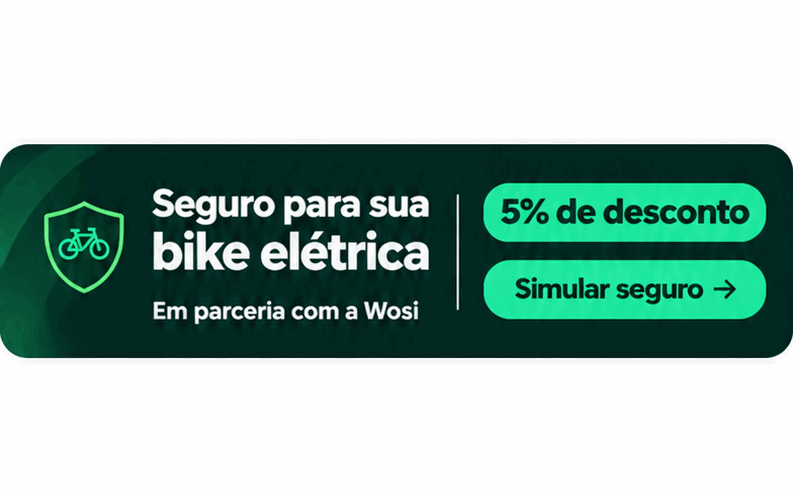 Seguro para sua
bike elétrica
Em parceria com a Wosi
5% de desconto
Simular seguro →